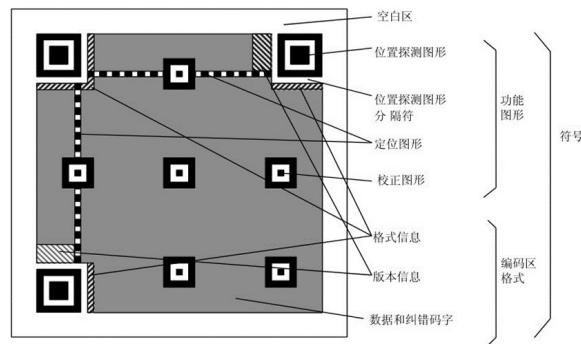 空白区
位置探测图形
位置探测图形
分 隔符
定位图形
校正图形
格式信息
版本信息
数据和纠错码字
功能
图形
编码区
格式
符号